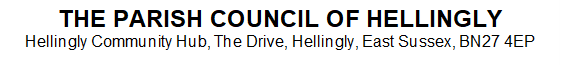 THE PARISH COUNCIL OF HELLINGLY
Hellingly Community Hub, The Drive, Hellingly, East Sussex, BN27 4EP